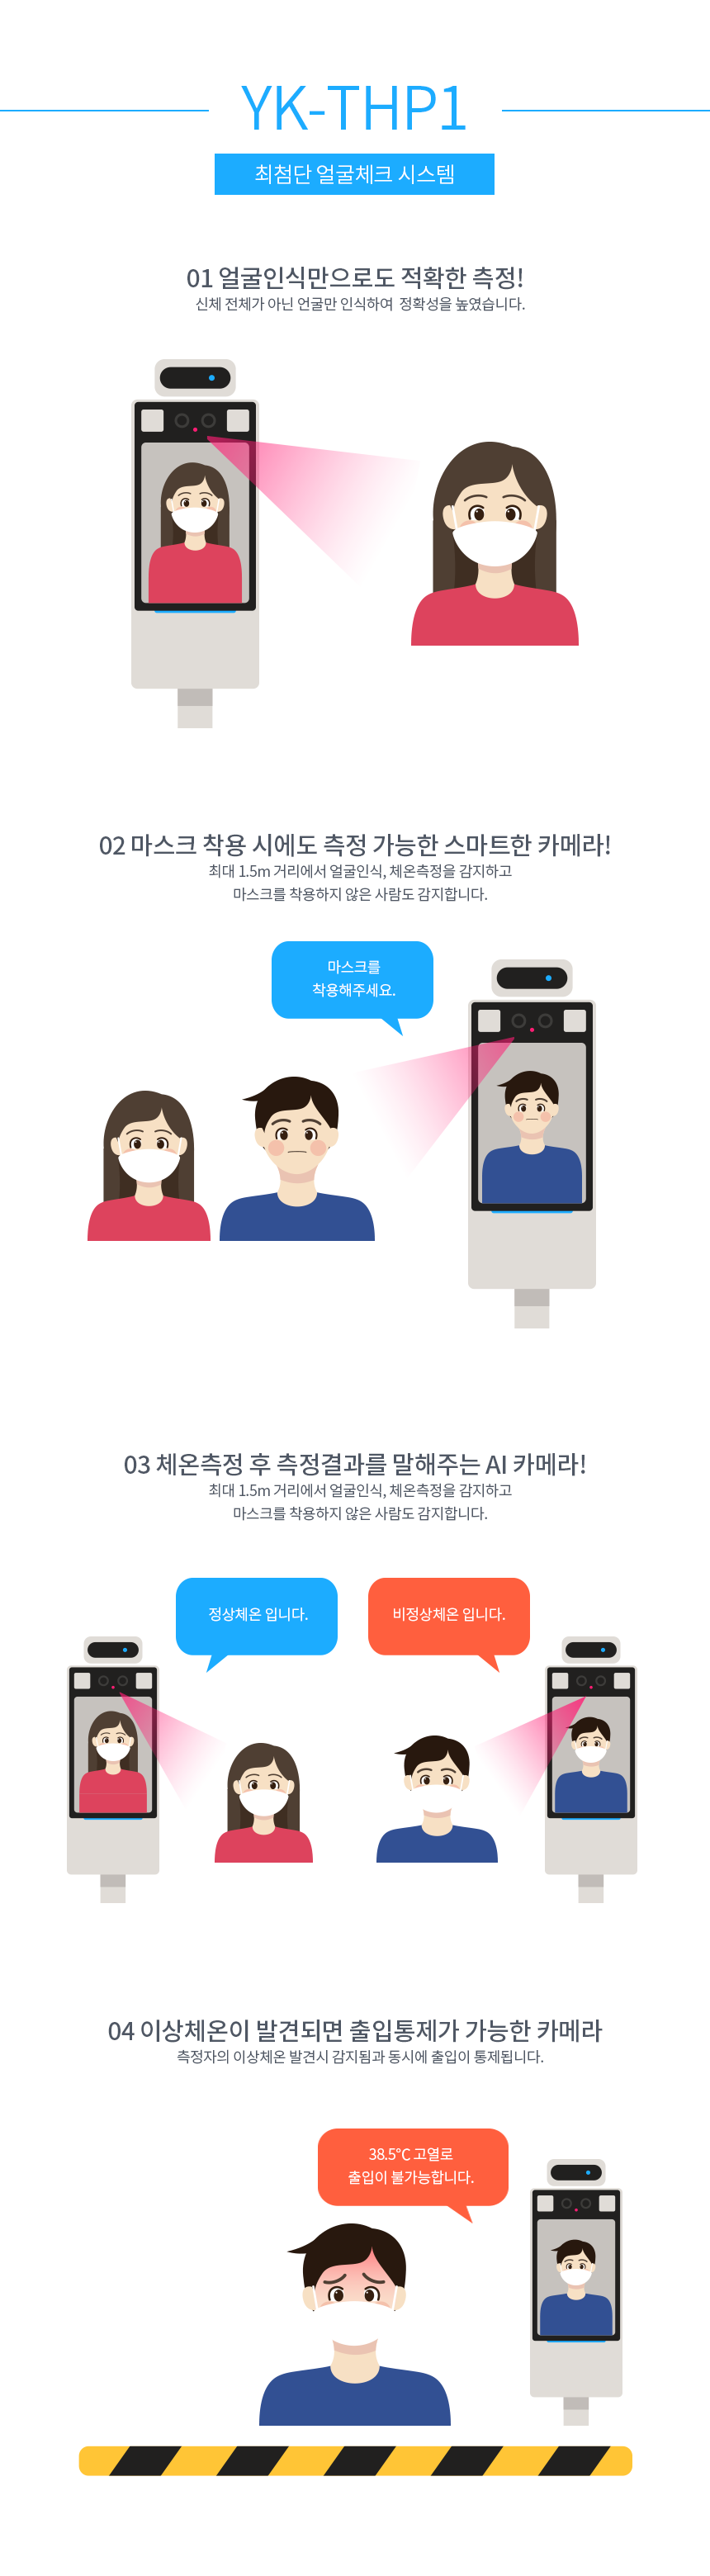 YK-THP1
최첨단 얼굴체크 시스템
01 얼굴인식만으로도 적확한 측정!
신체 전체가 아닌 언굴만 인식하여 정확성을 높였습니다.
02 마스크 착용 시에도 측정 가능한 스마트한 카메라!
최대 1.5m 거리에서 얼굴인식, 체온측정을 감지하고
마스크를 착용하지 않은 사람도 감지합니다.
마스크를
착용해주세요.
03 체온측정 후 측정결과를 말해주는 AI 카메라!
최대 1.5m 거리에서 얼굴인식, 체온측정을 감지하고
마스크를 착용하지 않은 사람도 감지합니다.
정상체온 입니다.
비정상체온 입니다.
04 이상체온이 발견되면 출입통제가 가능한 카메라
측정자의 이상체온 발견시 감지됨과 동시에 출입이 통제됩니다.
38.5℃ 고열로
출입이 불가능합니다.